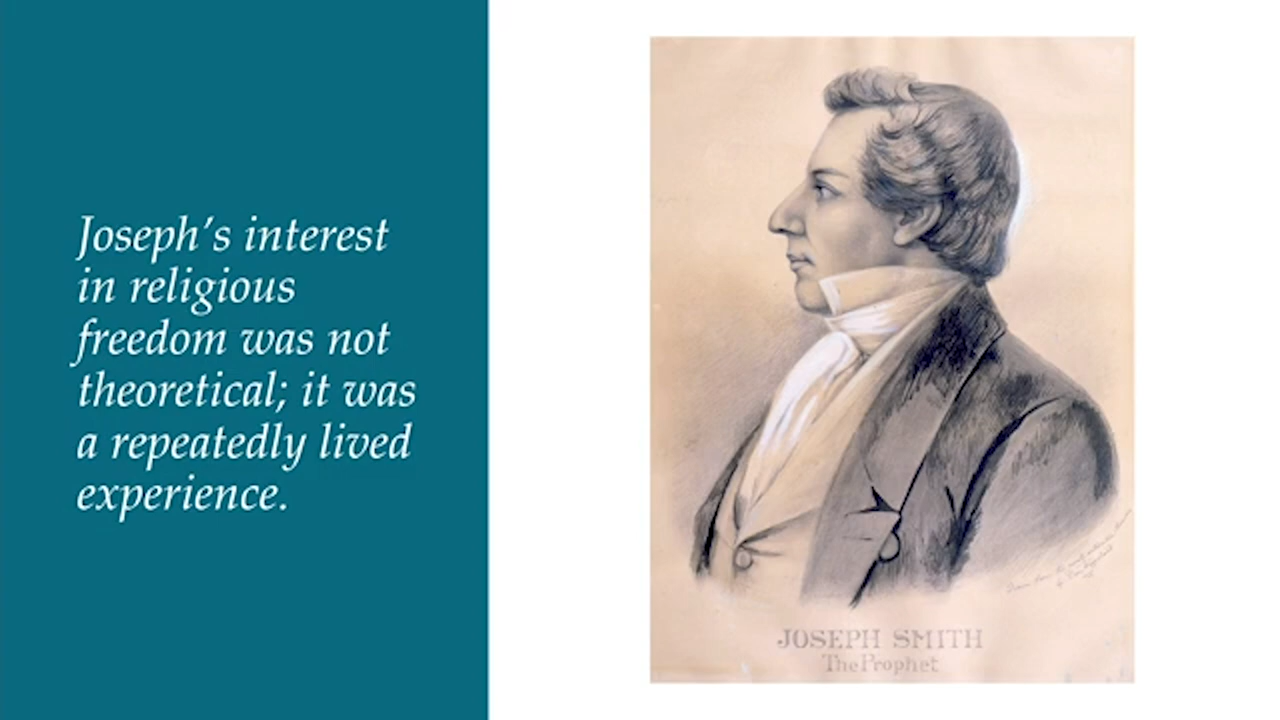 Joseph’s interest
in religious
freedom was not
theoretical; it was
a repeatedly lived
experience.
JOSEPH SMITH
The Prophet